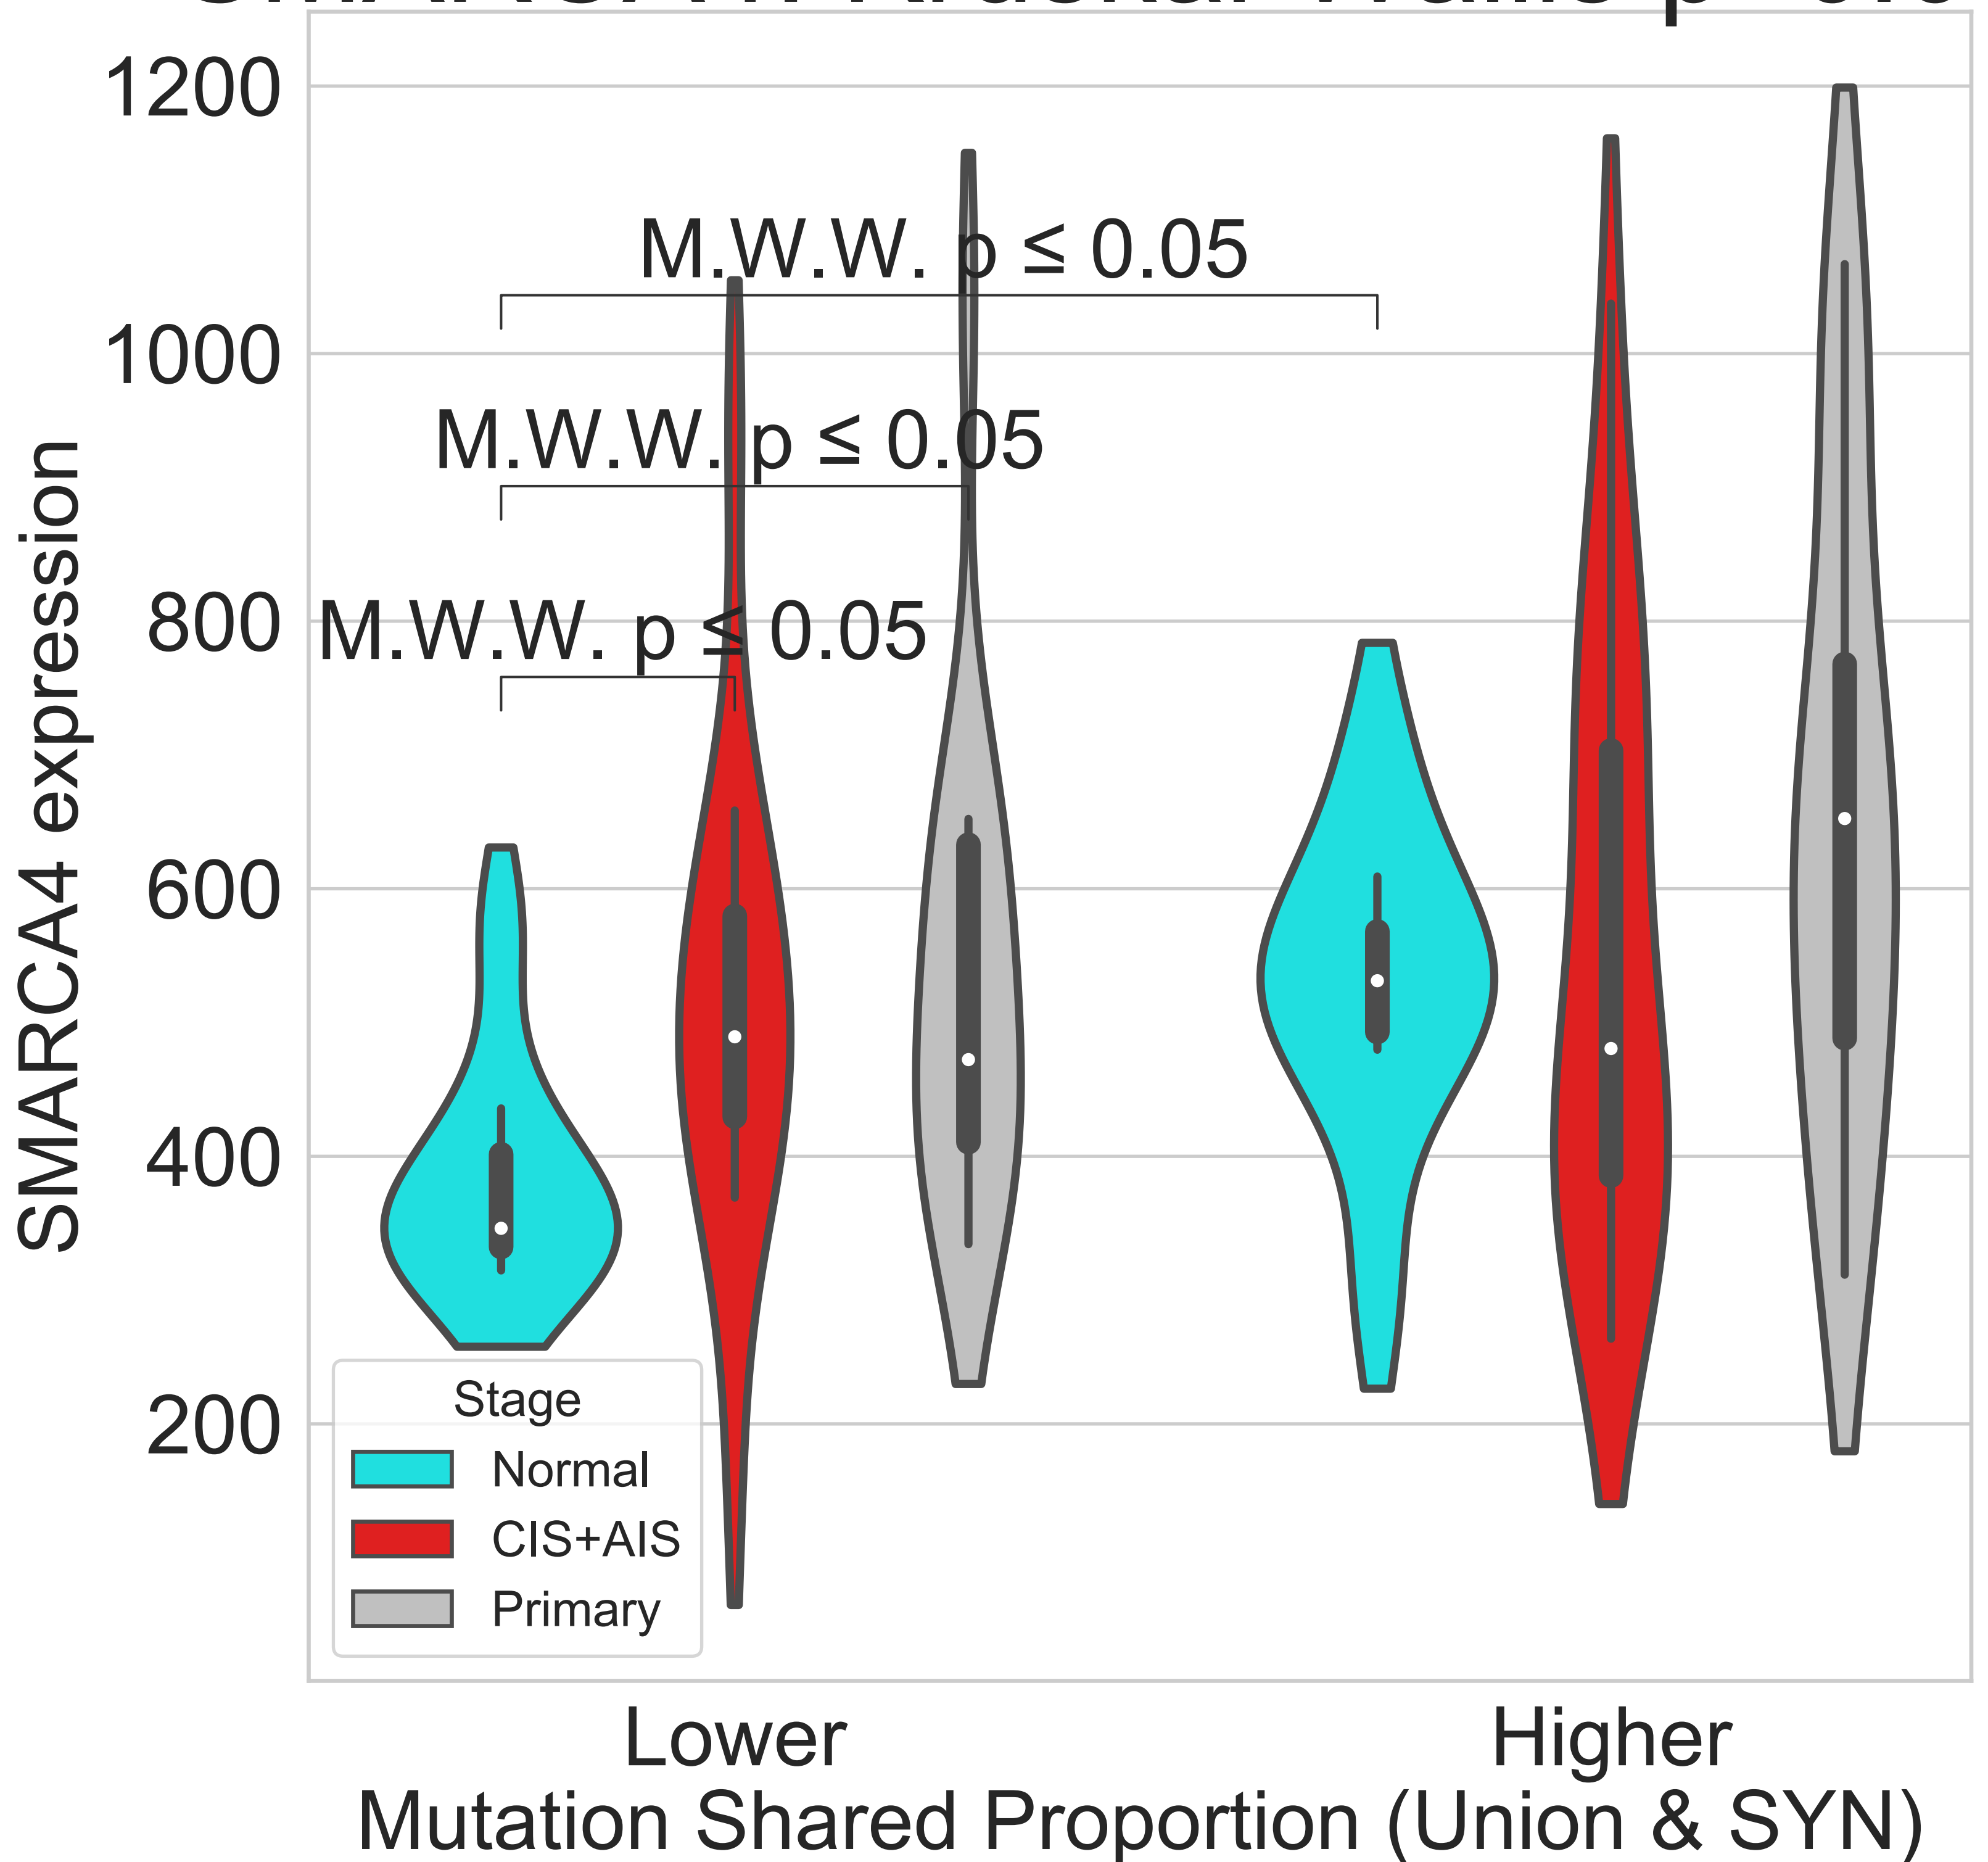 1200
1000
800
600
400
200
SMARCA4 expression
M.W.W. p ≤ 0.05
M.W.W. p ≤ 0.05
M.W.W. p ≤ 0.05
Stage
Normal
CIS+AIS
Primary
Lower
Higher
Mutation Shared Proportion (Union & SYN)